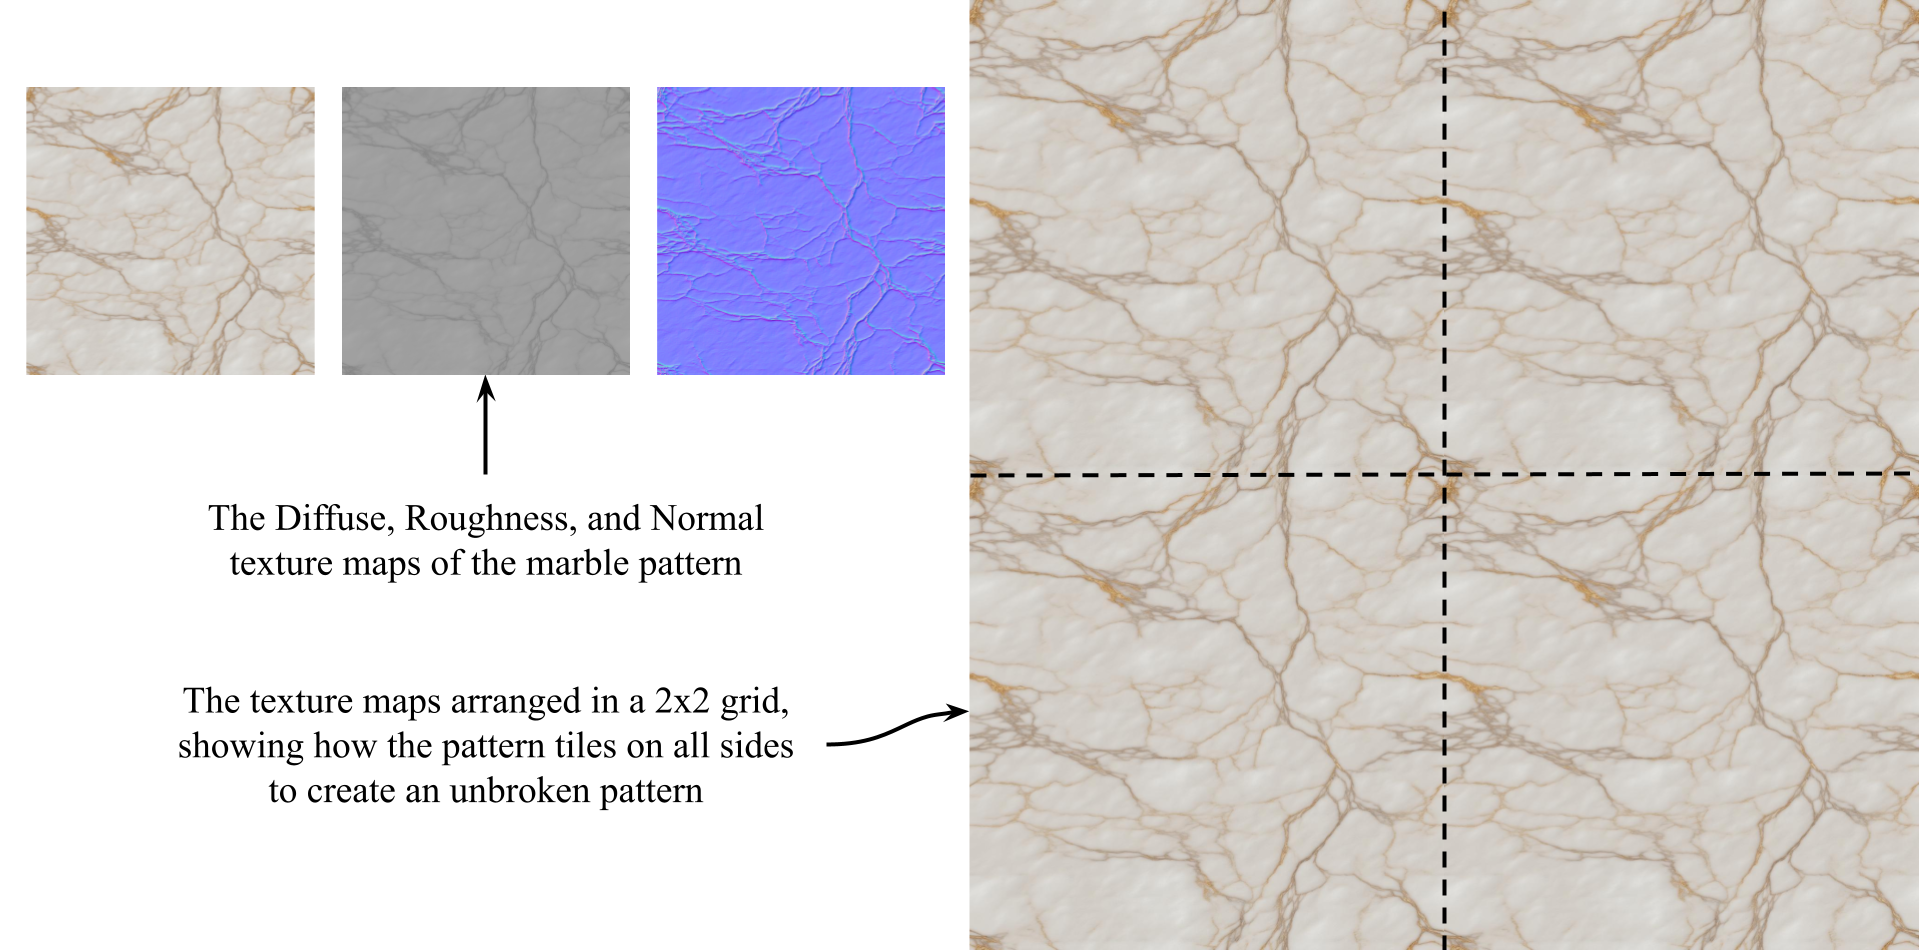 The Diffuse, Roughness, and Normal
texture maps of the marble pattern
The texture maps arranged in a 2x2 grid,
showing how the pattern tiles on all sides
to create an unbroken pattern